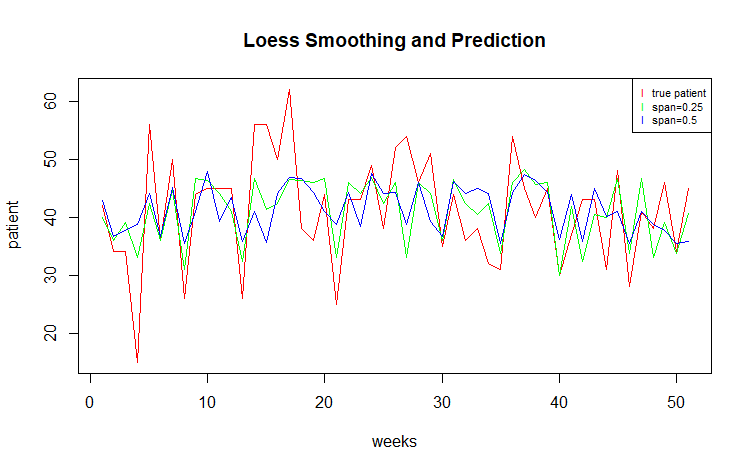 Loess Smoothing and Prediction
true patient
span=0.25
span=0.5
patient
60
50
40
30
20
0 10 20 30 40 50
weeks